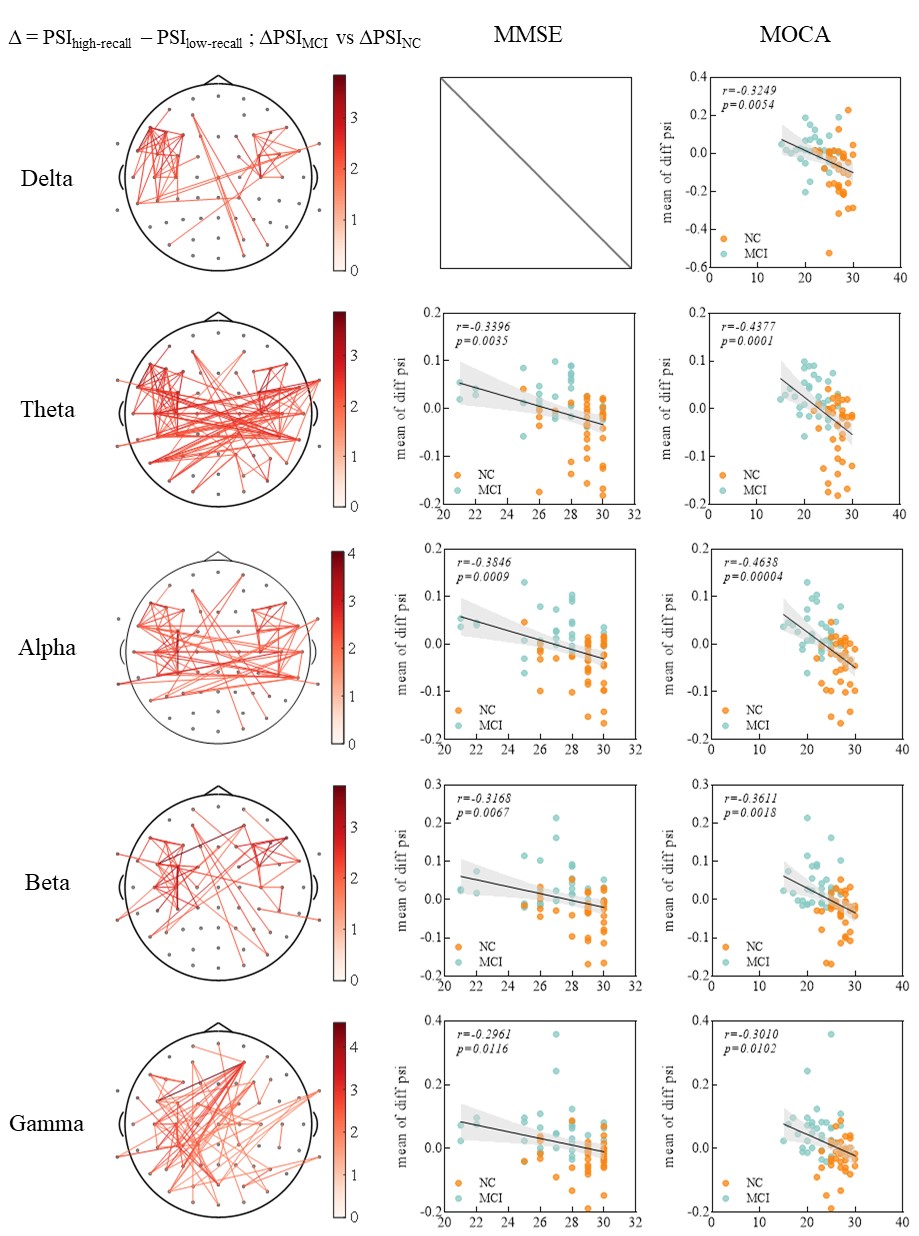 Δ = PSIhigh-recall − PSIlow-recall ; ΔPSIMCI vs ΔPSINC
MMSE
MOCA
Delta
3
2
1
0
r=-0.3249
p=0.0054
mean of diff psi
0.4
0.2
0.0
-0.2
-0.4
-0.6
NC
MCI
0 10 20 30 40
Theta
3
2
1
0
r=-0.3396
p=0.0035
mean of diff psi
0.2
0.1
0.0
-0.1
-0.2
NC
MCI
20 22 24 26 28 30 32
r=-0.4377
p=0.0001
mean of diff psi
0.2
0.1
0.0
-0.1
-0.2
NC
MCI
0 10 20 30 40
Alpha
4
3
2
1
0
r=-0.3846
p=0.0009
mean of diff psi
0.2
0.1
0.0
-0.1
-0.2
NC
MCI
20 22 24 26 28 30 32
r=-0.4638
p=0.00004
mean of diff psi
0.2
0.1
0.0
-0.1
-0.2
NC
MCI
0 10 20 30 40
Beta
3
2
1
0
r=-0.3168
p=0.0067
mean of diff psi
0.3
0.2
0.1
0.0
-0.1
-0.2
NC
MCI
20 22 24 26 28 30 32
r=-0.3611
p=0.0018
mean of diff psi
0.3
0.2
0.1
0.0
-0.1
-0.2
NC
MCI
0 10 20 30 40
Gamma
4
3
2
1
0
r=-0.2961
p=0.0116
mean of diff psi
0.4
0.2
0.0
-0.2
NC
MCI
20 22 24 26 28 30 32
r=-0.3010
p=0.0102
mean of diff psi
0.4
0.2
0.0
-0.2
NC
MCI
0 10 20 30 40